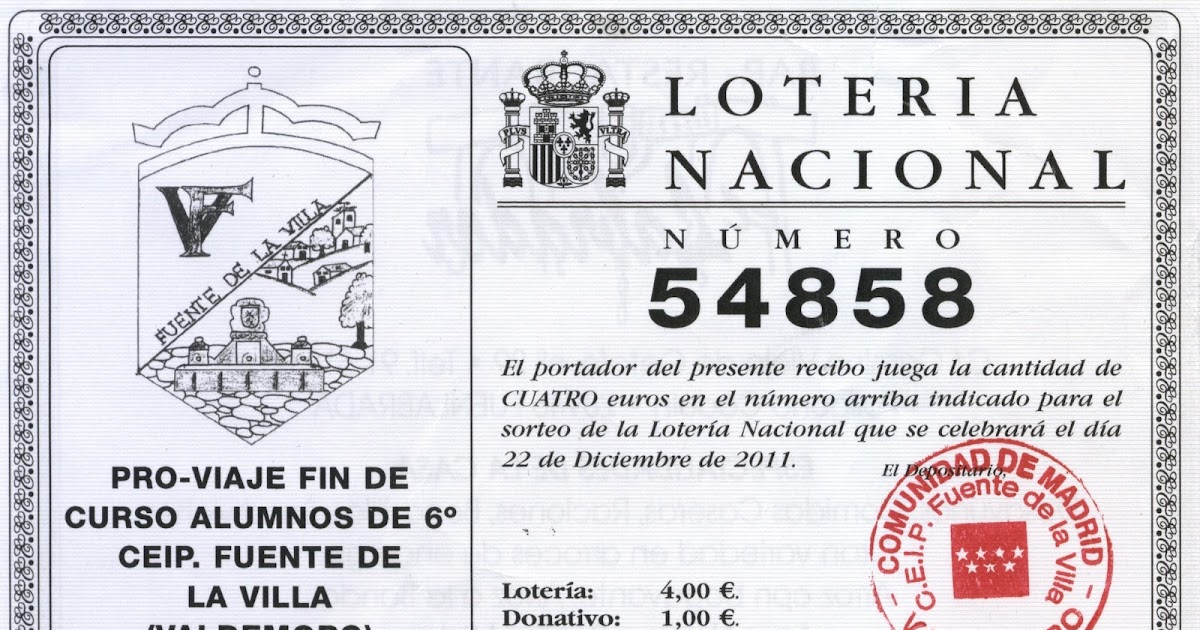 VF
FUENTE DE LA VILLA
PRO-VIAJE FIN DE
CURSO ALUMNOS DE 6º
CEIP. FUENTE DE
LA VILLA
(VALDEMORO)
PLVS VLTRA
LOTERIA
NACIONAL
NÚMERO
54858
El portador del presente recibo juega la cantidad de
CUATRO euros en el número arriba indicado para el
sorteo de la Lotería Nacional que se celebrará el día
22 de Diciembre de 2011.
El Depositario,
Lotería: 4,00 €.
Donativo: 1,00 €.
COMUNIDAD DE MADRID
C.E.I.P. Fuente de la Villa